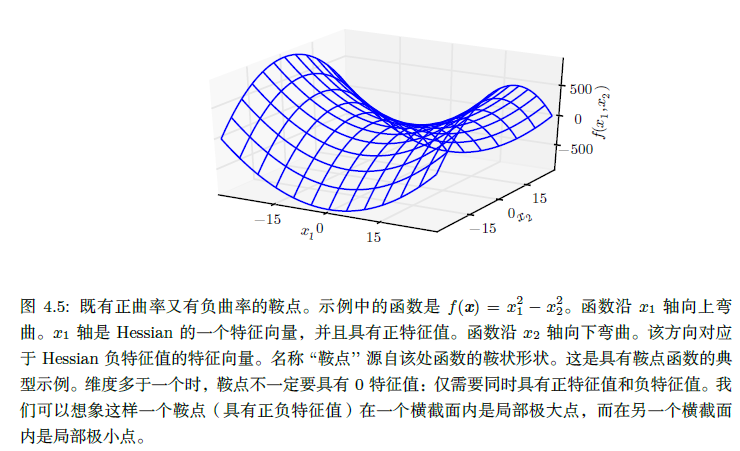 500
0
−500
f(x₁, x₂)
−15
x₁
0
15
−15
0
x₂
15
图 4.5: 既有正曲率又有负曲率的鞍点。示例中的函数是 f(x) = x₁² − x₂²。函数沿 x₁ 轴向上弯
曲。x₁ 轴是 Hessian 的一个特征向量，并且具有正特征值。函数沿 x₂ 轴向下弯曲。该方向对应
于 Hessian 负特征值的特征向量。名称 “鞍点’’ 源自该处函数的鞍状形状。这是具有鞍点函数的典
型示例。维度多于一个时，鞍点不一定要具有 0 特征值：仅需要同时具有正特征值和负特征值。我
们可以想象这样一个鞍点（具有正负特征值）在一个横截面内是局部极大点，而在另一个横截面
内是局部极小点。